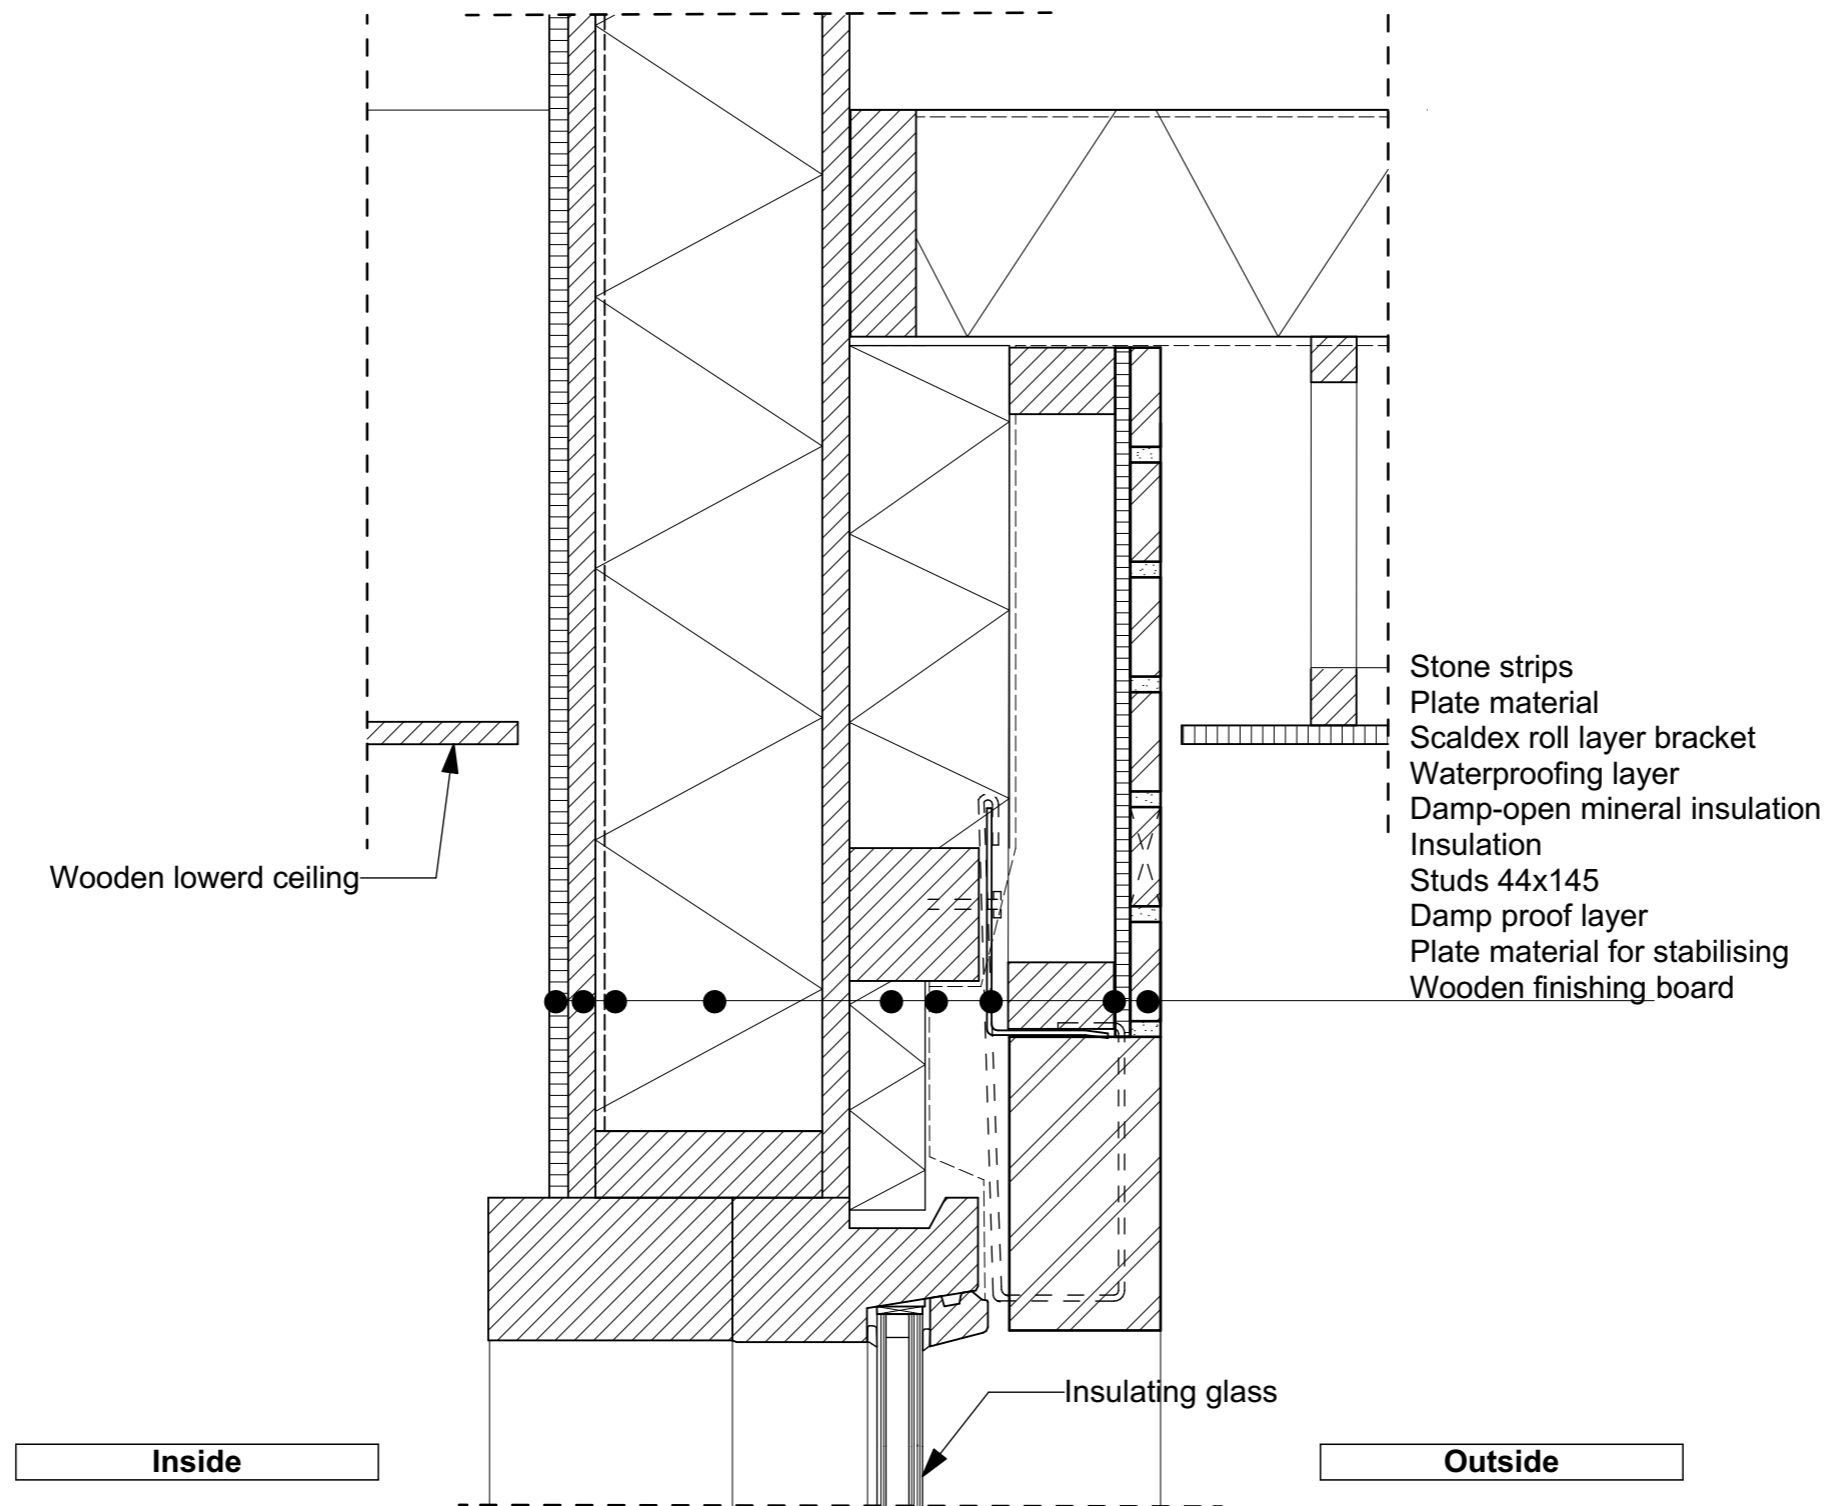 Stone strips
Plate material
Scaldex roll layer bracket
Waterproofing layer
Damp-open mineral insulation
Insulation
Studs 44x145
Damp proof layer
Plate material for stabilising
Wooden finishing board
Wooden lowerd ceiling
Insulating glass
Inside
Outside